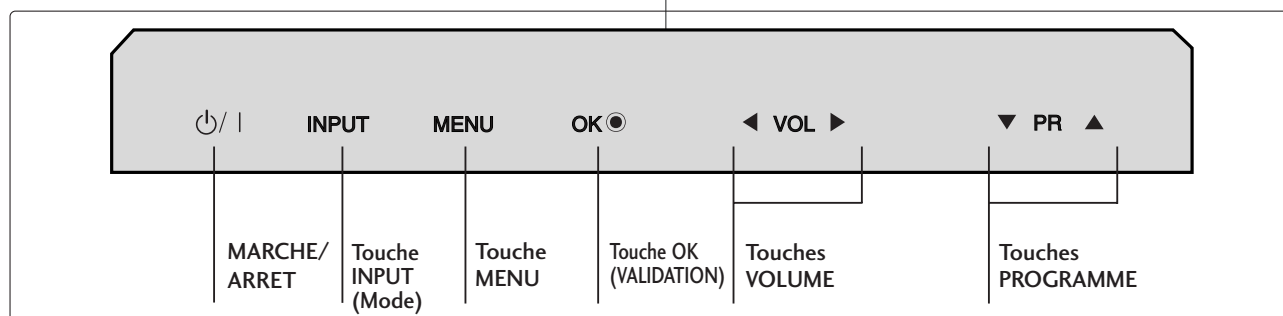 ⏻/ I INPUT MENU OK◉ ◀ VOL ▶ ▼ PR ▲
MARCHE/
ARRET
Touche
INPUT
(Mode)
Touche
MENU
Touche OK
(VALIDATION)
Touches
VOLUME
Touches
PROGRAMME